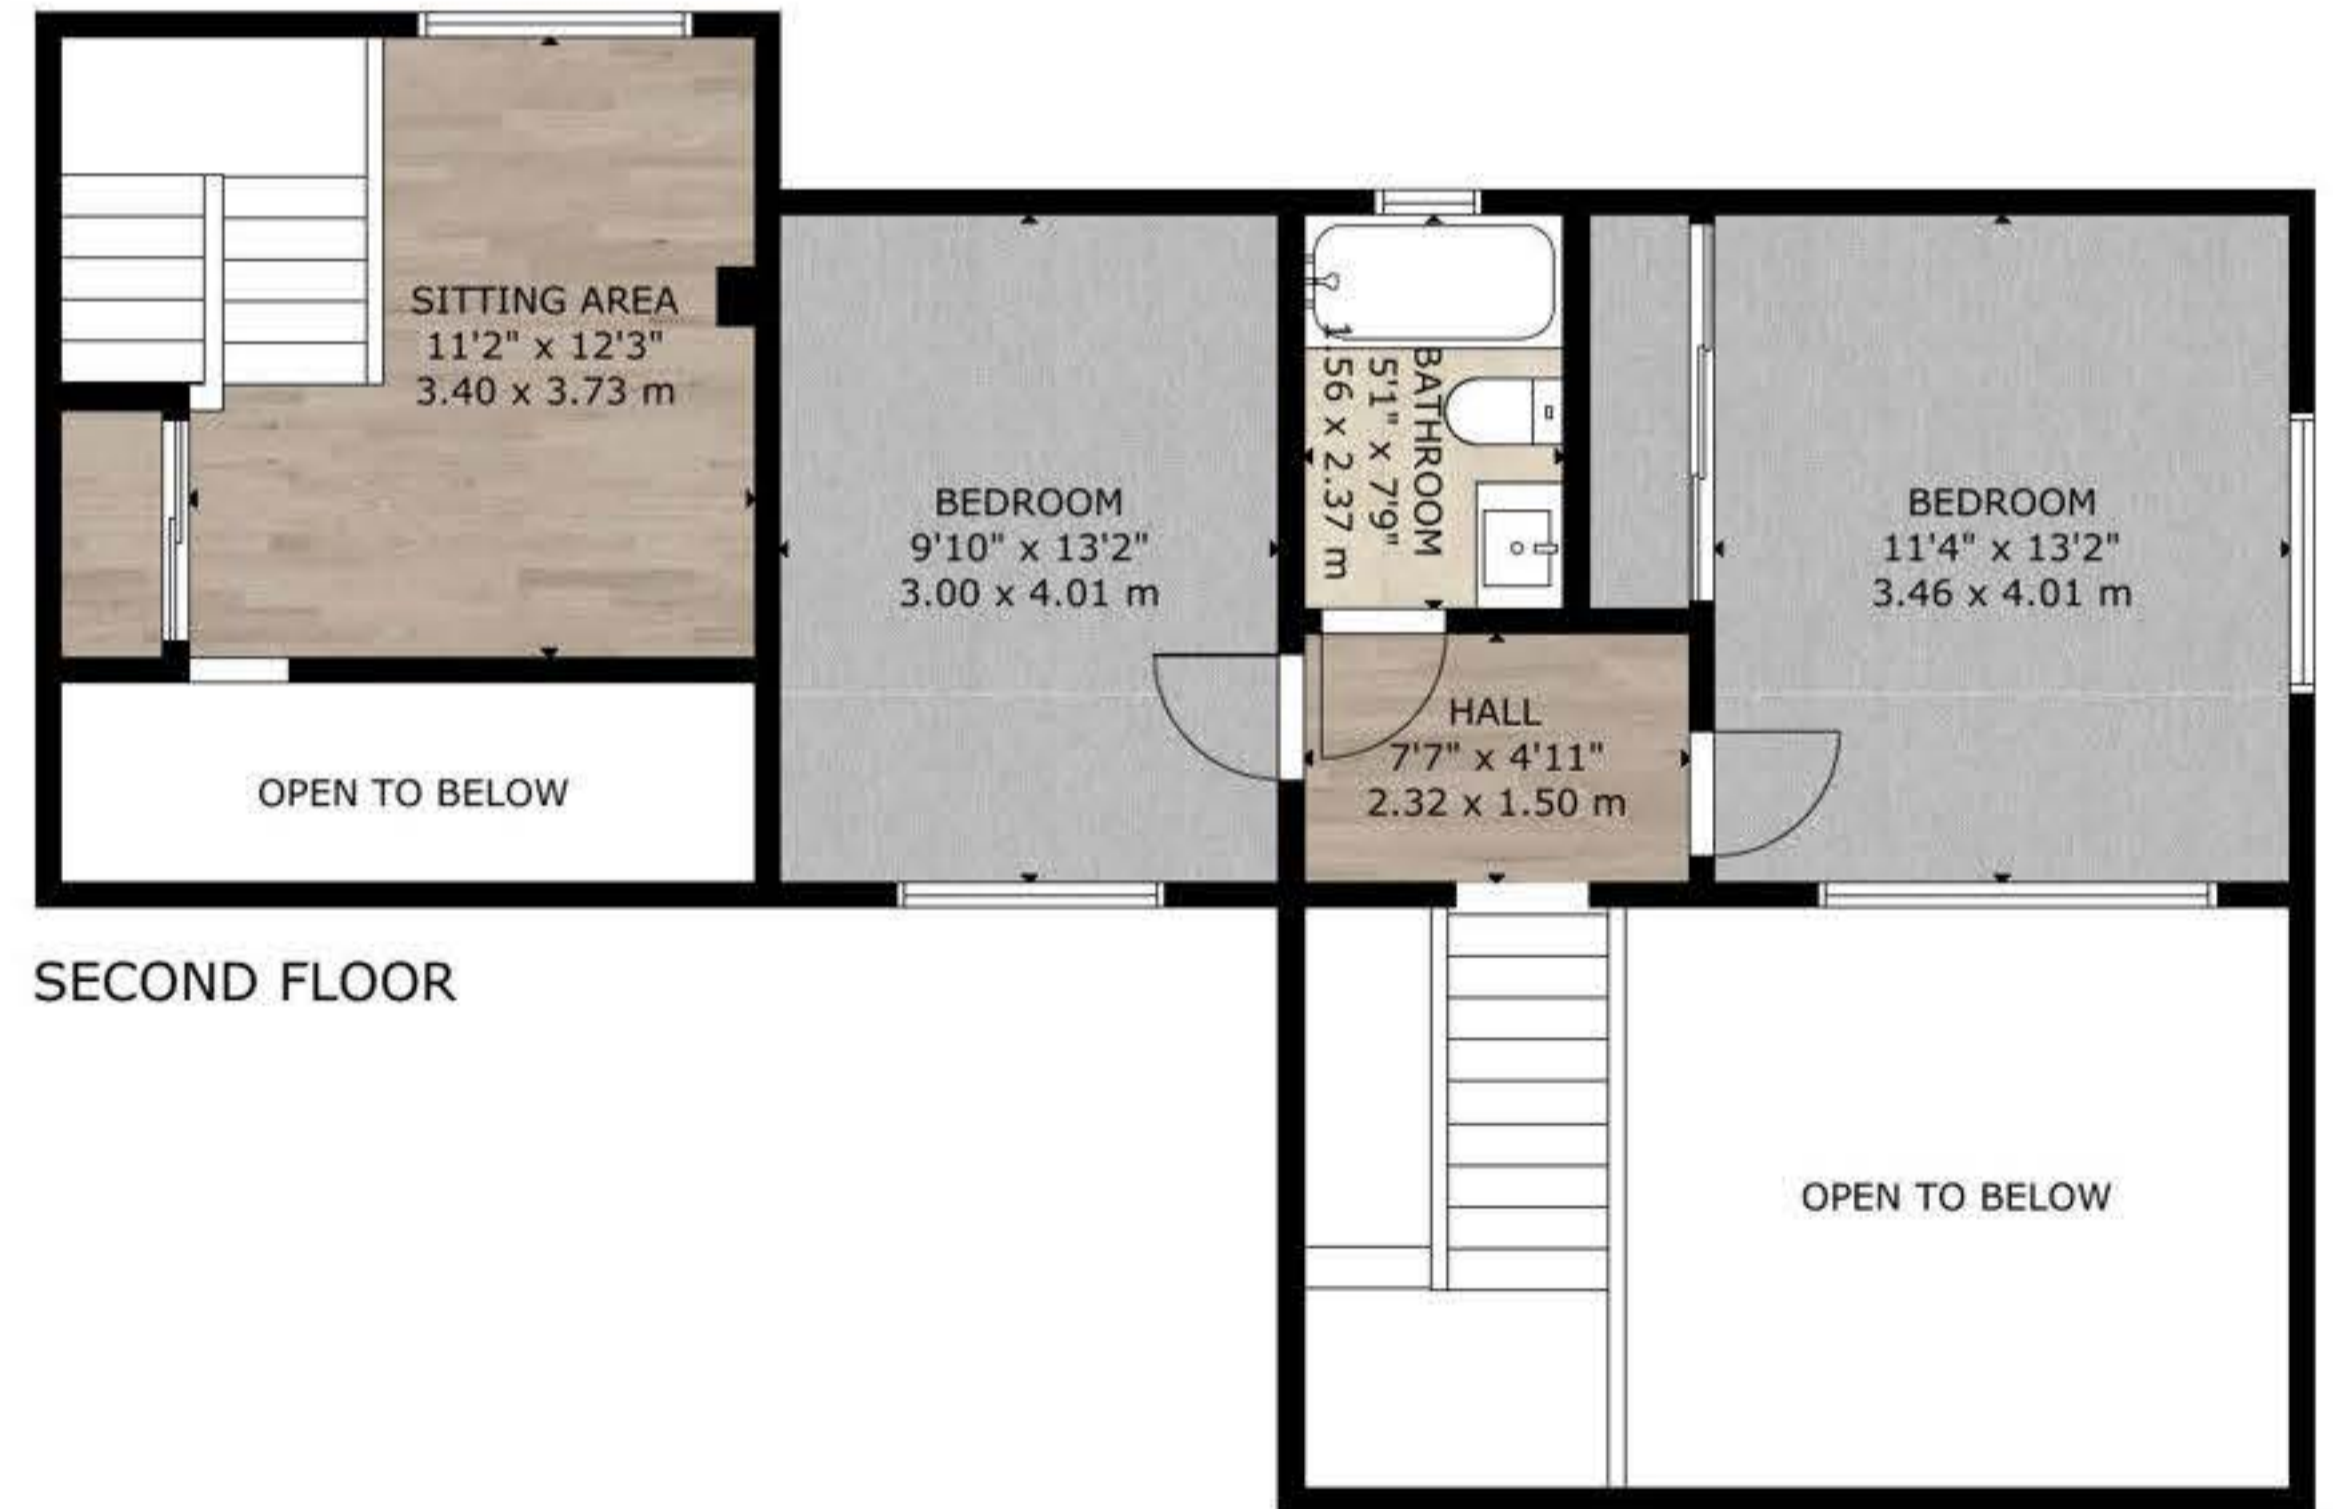 SITTING AREA
11'2" x 12'3"
3.40 x 3.73 m
BEDROOM
9'10" x 13'2"
3.00 x 4.01 m
BATHROOM
5'1" x 7'9"
1.56 x 2.37 m
BEDROOM
11'4" x 13'2"
3.46 x 4.01 m
HALL
7'7" x 4'11"
2.32 x 1.50 m
OPEN TO BELOW
SECOND FLOOR
OPEN TO BELOW